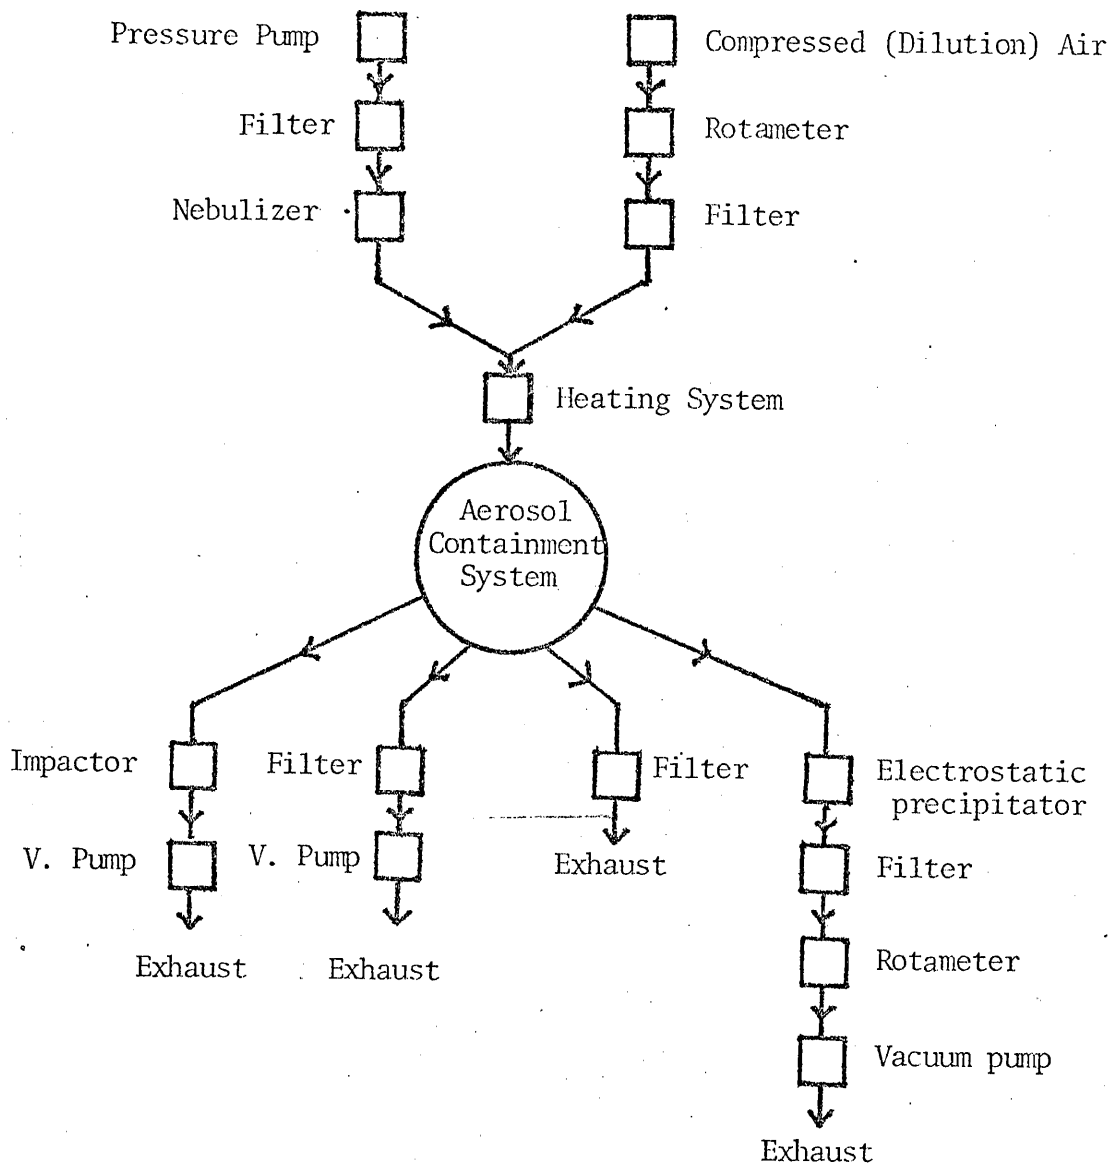 Pressure Pump
Compressed (Dilution) Air
Filter
Rotameter
Nebulizer
Filter
Heating System
Aerosol
Containment
System
Impactor
Filter
Filter
Electrostatic
precipitator
V. Pump
V. Pump
Exhaust
Filter
Exhaust
Exhaust
Rotameter
Vacuum pump
Exhaust